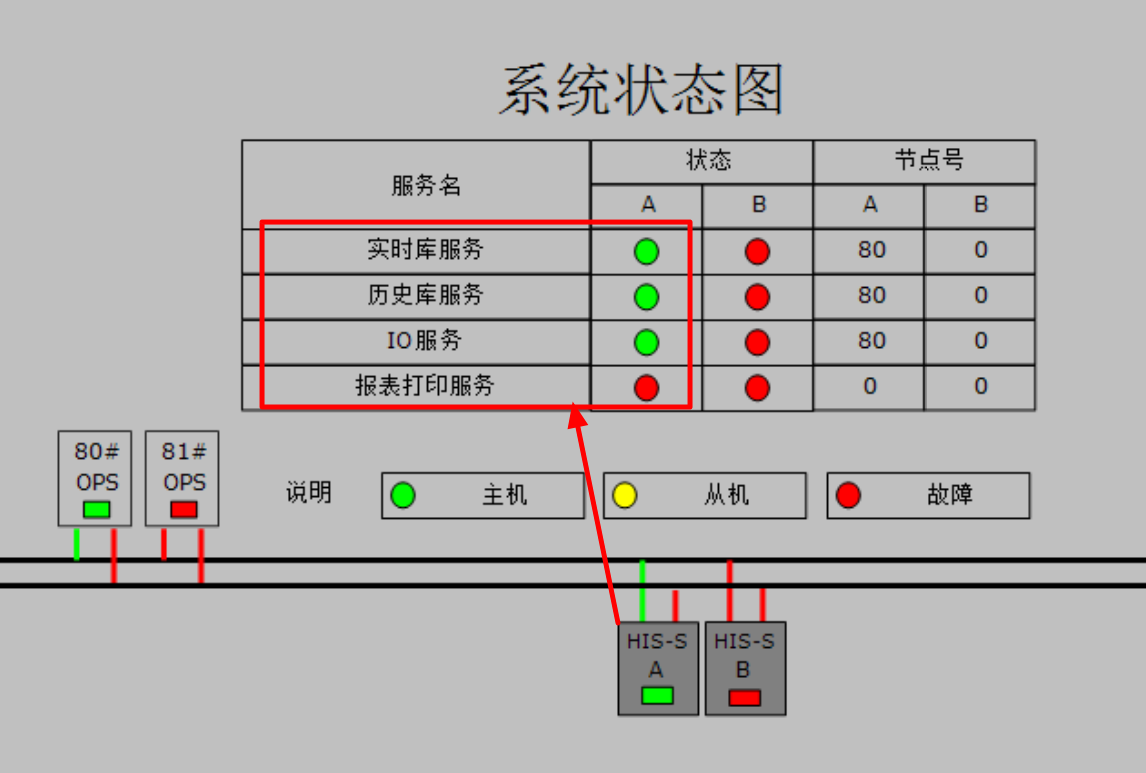 系统状态图
服务名 状态 节点号
A B A B
实时库服务 80 0
历史库服务 80 0
IO服务 80 0
报表打印服务 0 0
80# OPS
81# OPS
说明 主机 从机 故障
HIS-S A
HIS-S B